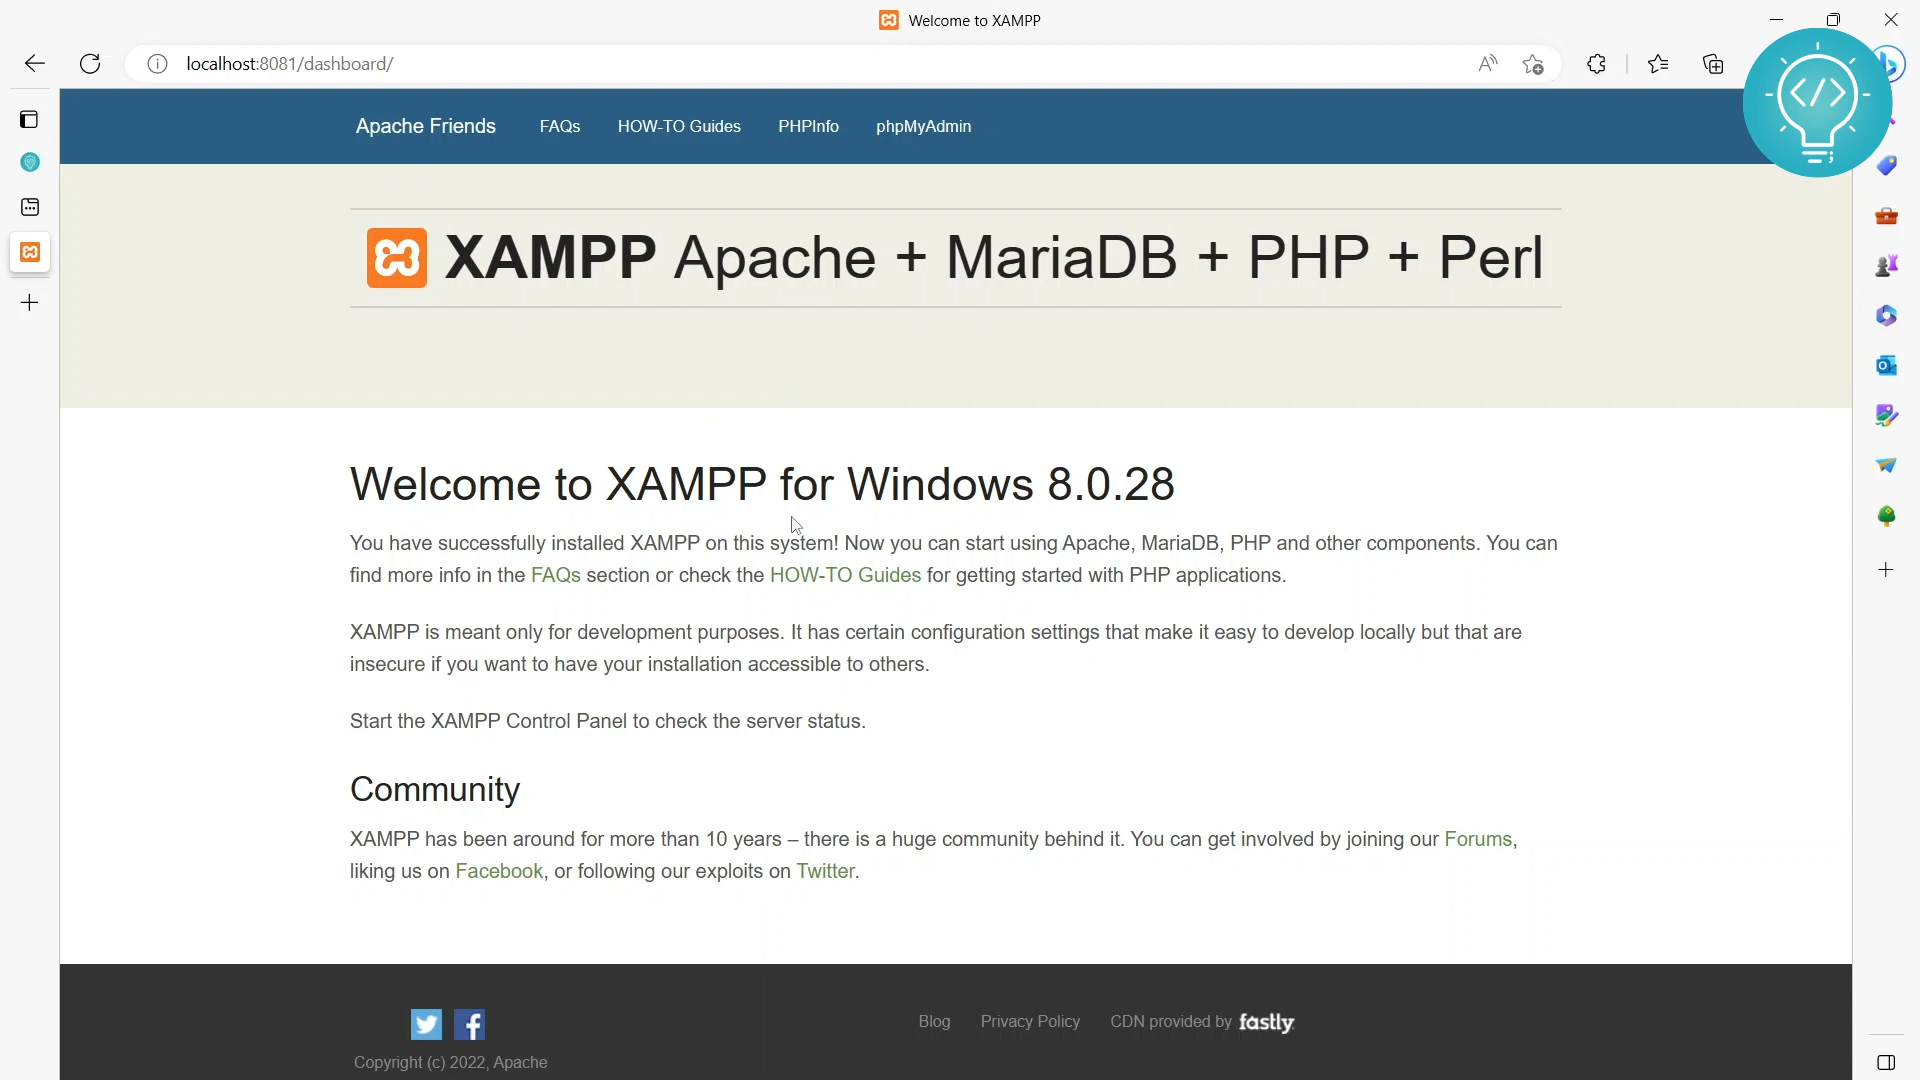 Welcome to XAMPP
localhost:8081/dashboard/
Apache Friends FAQs HOW-TO Guides PHPInfo phpMyAdmin
XAMPP Apache + MariaDB + PHP + Perl
Welcome to XAMPP for Windows 8.0.28
You have successfully installed XAMPP on this system! Now you can start using Apache, MariaDB, PHP and other components. You can
find more info in the FAQs section or check the HOW-TO Guides for getting started with PHP applications.
XAMPP is meant only for development purposes. It has certain configuration settings that make it easy to develop locally but that are
insecure if you want to have your installation accessible to others.
Start the XAMPP Control Panel to check the server status.
Community
XAMPP has been around for more than 10 years – there is a huge community behind it. You can get involved by joining our Forums,
liking us on Facebook, or following our exploits on Twitter.
Blog Privacy Policy CDN provided by fastly
Copyright (c) 2022, Apache